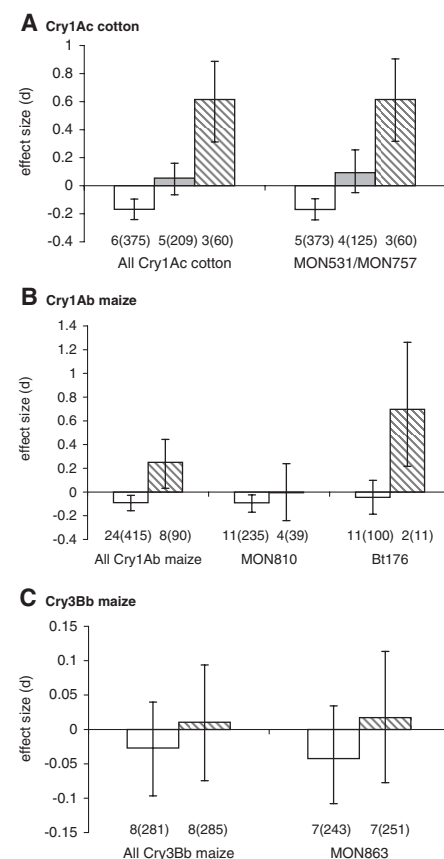 A Cry1Ac cotton
effect size (d)
1
0.8
0.6
0.4
0.2
0
-0.2
-0.4
6(375) 5(209) 3(60) 5(373) 4(125) 3(60)
All Cry1Ac cotton MON531/MON757
B Cry1Ab maize
effect size (d)
1.4
1.2
1
0.8
0.6
0.4
0.2
0
-0.2
-0.4
24(415) 8(90) 11(235) 4(39) 11(100) 2(11)
All Cry1Ab maize MON810 Bt176
C Cry3Bb maize
effect size (d)
0.15
0.1
0.05
0
-0.05
-0.1
-0.15
8(281) 8(285) 7(243) 7(251)
All Cry3Bb maize MON863